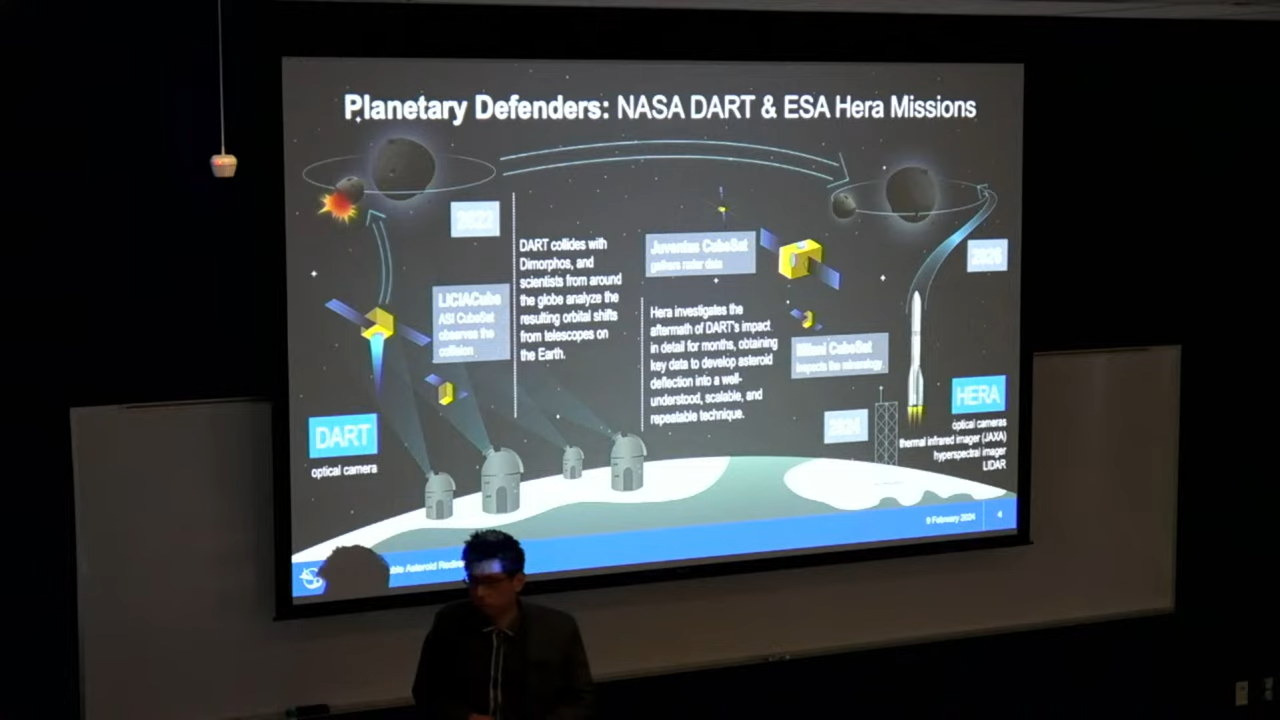 Planetary Defenders: NASA DART & ESA Hera Missions
2022
DART collides with
Dimorphos, and
scientists from around
the globe analyze the
resulting orbital shifts
from telescopes on
the Earth.
LICIACube
ASI CubeSat
observes the
collision
DART
optical camera
Juventas CubeSat
gathers radar data
Hera investigates the
aftermath of DART's impact
in detail for months, obtaining
key data to develop asteroid
deflection into a well-
understood, scalable, and
repeatable technique.
2026
Milani CubeSat
inspects the mineralogy
2024
HERA
optical cameras
thermal infrared imager (JAXA)
hyperspectral imager
LIDAR
Asteroid
9 February 2024
4